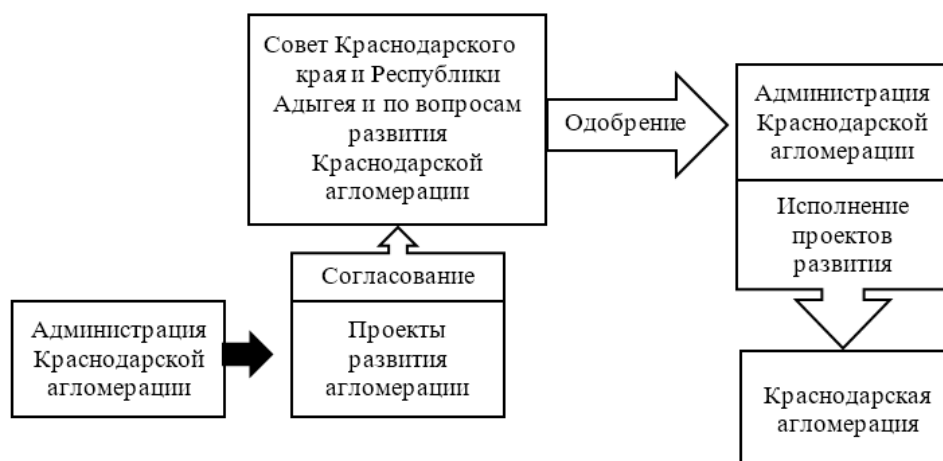 Совет Краснодарского
края и Республики
Адыгея и по вопросам
развития
Краснодарской
агломерации
Одобрение
Администрация
Краснодарской
агломерации
Исполнение
проектов
развития
Согласование
Администрация
Краснодарской
агломерации
Проекты
развития
агломерации
Краснодарская
агломерация